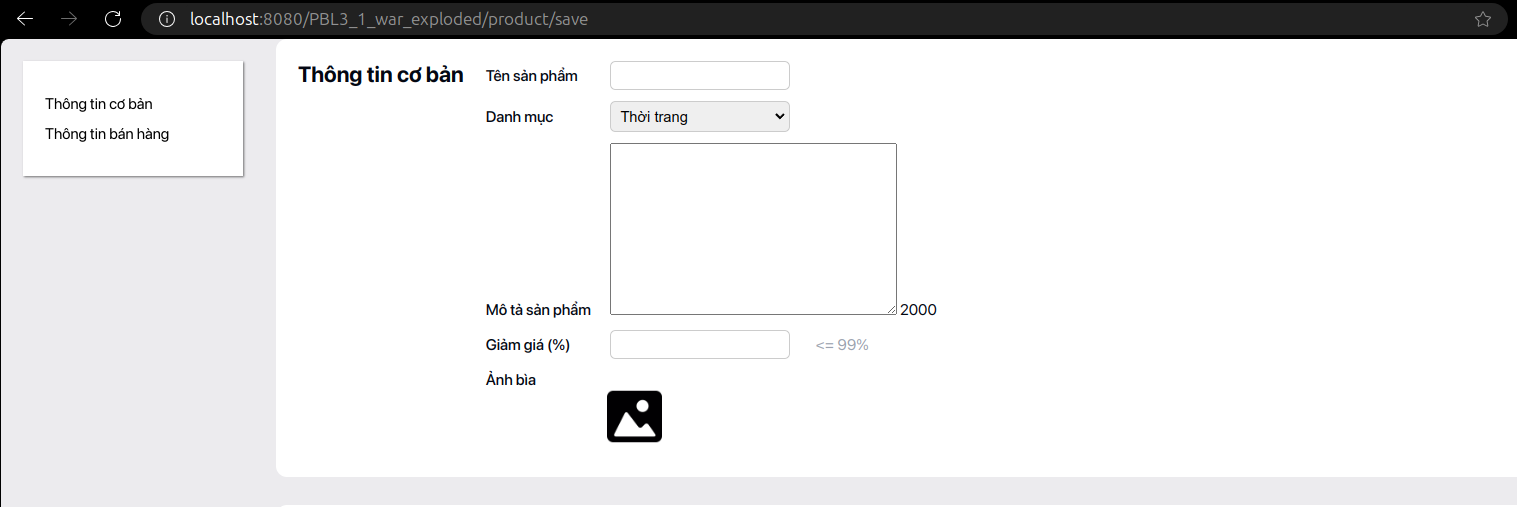 localhost:8080/PBL3_1_war_exploded/product/save
Thông tin cơ bản
Thông tin bán hàng
Thông tin cơ bản
Tên sản phẩm
Danh mục
Thời trang
Mô tả sản phẩm
2000
Giảm giá (%)
<= 99%
Ảnh bìa